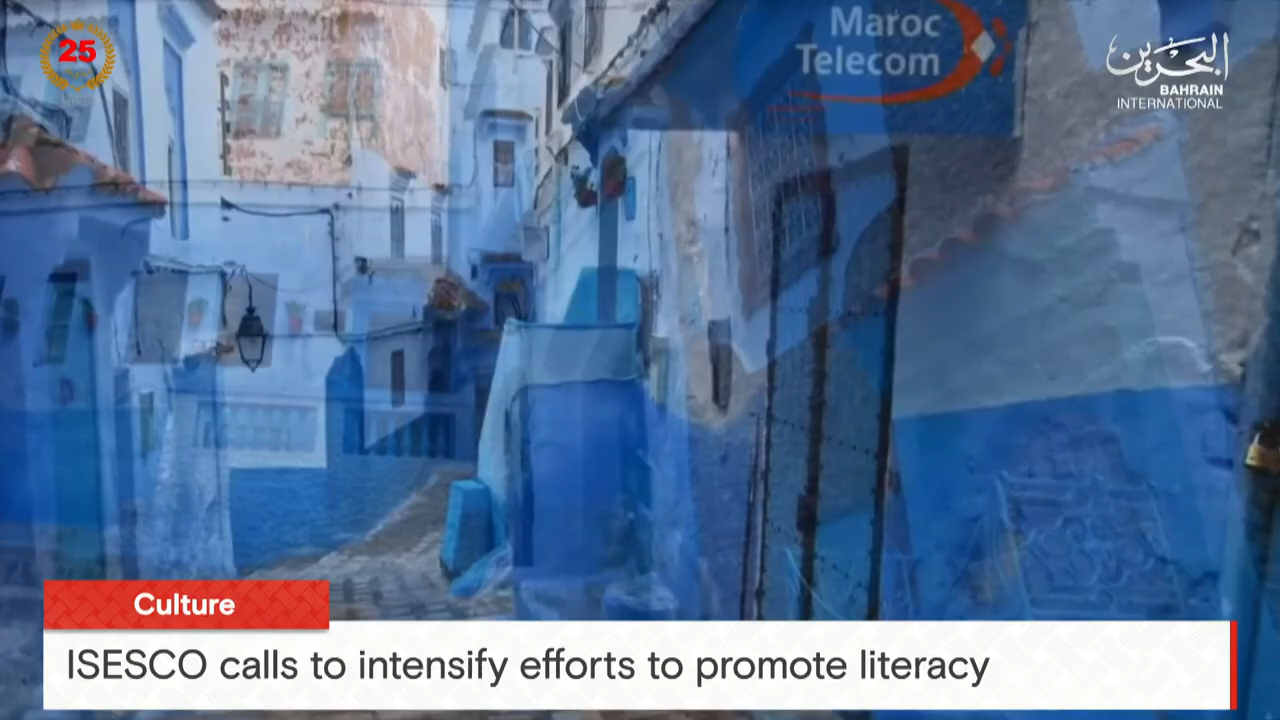 25
Maroc
Telecom
البحرين
BAHRAIN
INTERNATIONAL
Culture
ISESCO calls to intensify efforts to promote literacy